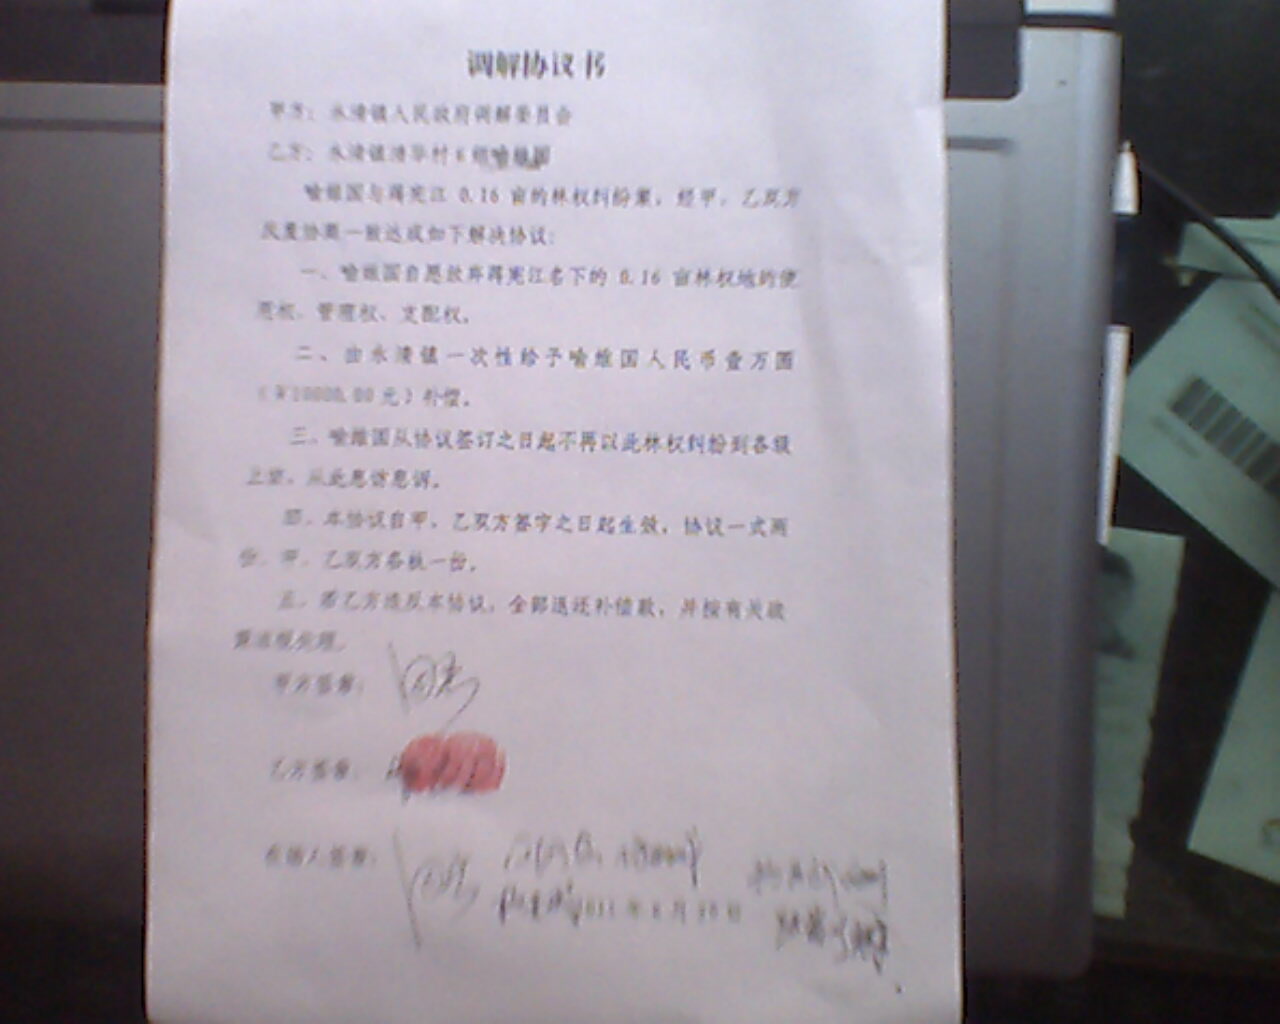 调解协议书
甲方：永清镇人民政府调解委员会
乙方：永清镇清华村6组喻维国
喻维国与蒋宪江 0.16 亩的林权纠纷案，经甲、乙双方
反复协商一致达成如下解决协议：
一、喻维国自愿放弃蒋宪江名下的 0.16 亩林权地的使
用权、管理权、支配权。
二、由永清镇一次性给予喻维国人民币壹万圆
（￥10000.00元）补偿。
三、喻维国从协议签订之日起不再以此林权纠纷到各级
上访，从此息访息诉。
四、本协议自甲、乙双方签字之日起生效，协议一式两
份，甲、乙双方各执一份。
五、若乙方违反本协议，全部退还补偿款，并按有关政
策法规处理。
甲方签章：
乙方签章：
在场人签章：
2011年6月